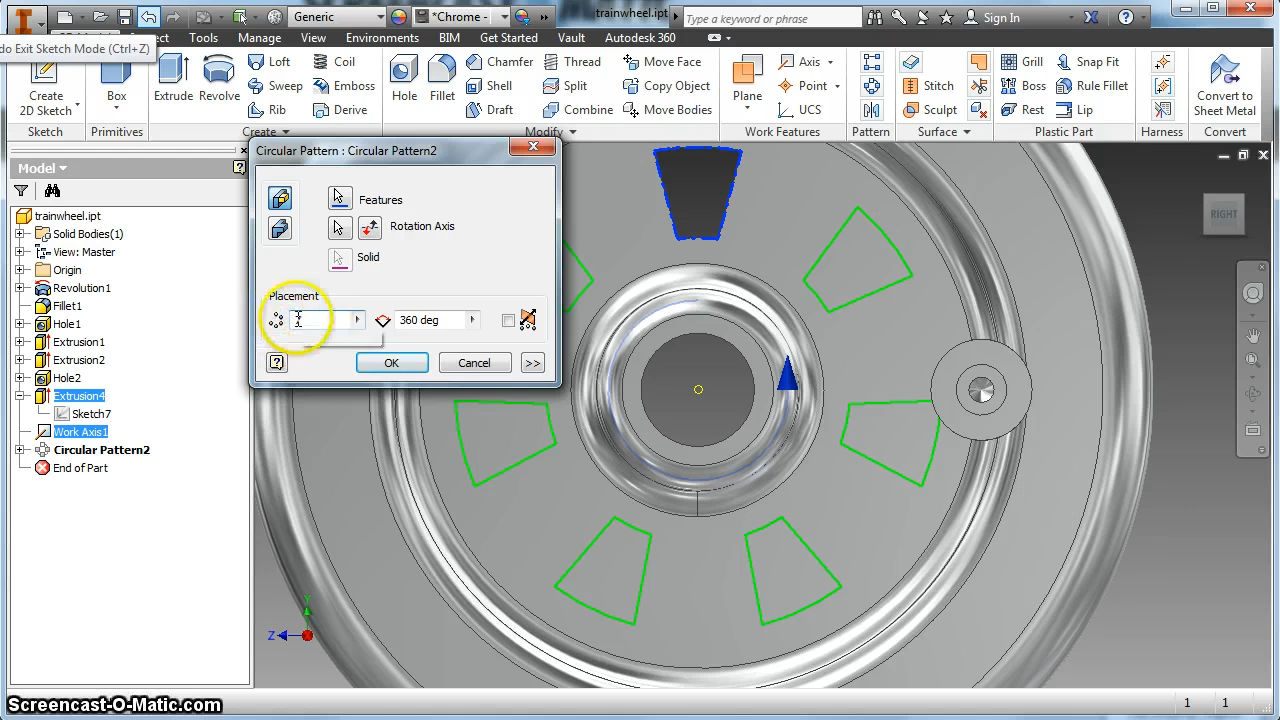 Generic
*Chrome -
trainwheel.ipt
Type a keyword or phrase
Sign In
do Exit Sketch Mode (Ctrl+Z)
Tools
Manage
View
Environments
BIM
Get Started
Vault
Autodesk 360
Create
2D Sketch
Box
Extrude
Revolve
Loft
Sweep
Rib
Coil
Emboss
Derive
Hole
Fillet
Chamfer
Shell
Draft
Thread
Split
Combine
Move Face
Copy Object
Move Bodies
Plane
Axis
Point
UCS
Stitch
Sculpt
Grill
Boss
Rest
Snap Fit
Rule Fillet
Lip
Convert to
Sheet Metal
Sketch
Primitives
Create
Modify
Work Features
Pattern
Surface
Plastic Part
Harness
Convert
Model
trainwheel.ipt
Solid Bodies(1)
View: Master
Origin
Revolution1
Fillet1
Hole1
Extrusion1
Extrusion2
Hole2
Extrusion4
Sketch7
Work Axis1
Circular Pattern2
End of Part
Circular Pattern : Circular Pattern2
Features
Rotation Axis
Solid
Placement
360 deg
OK
Cancel
>>
RIGHT
Y
Z
1
1
Screencast-O-Matic.com